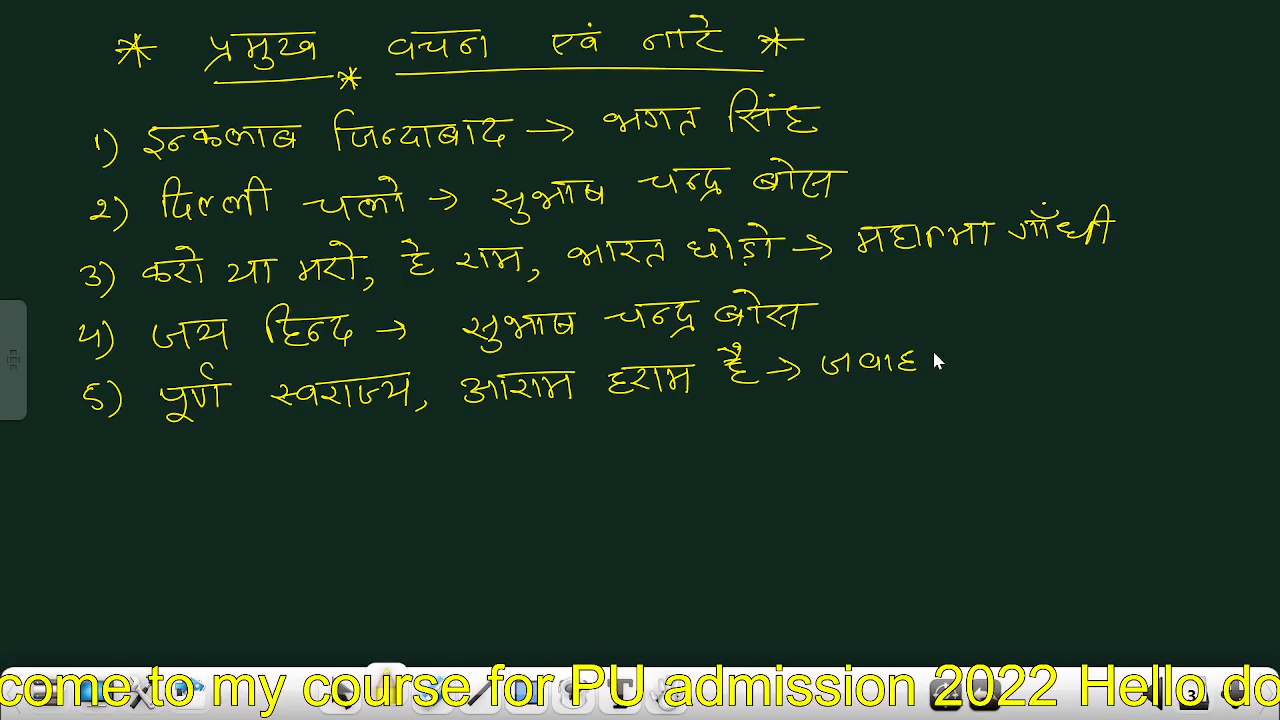 * प्रमुख वचन एवं नारे *
*
1) इन्कलाब जिन्दाबाद → भगत सिंह
2) दिल्ली चलो → सुभाष चन्द्र बोस
3) करो या मरो, हे राम, भारत छोड़ो → महात्मा गाँधी
4) जय हिन्द → सुभाष चन्द्र बोस
5) पूर्ण स्वराज्य, आराम हराम है → जवाह
come to my course for PU admission 2022 Hello do
3